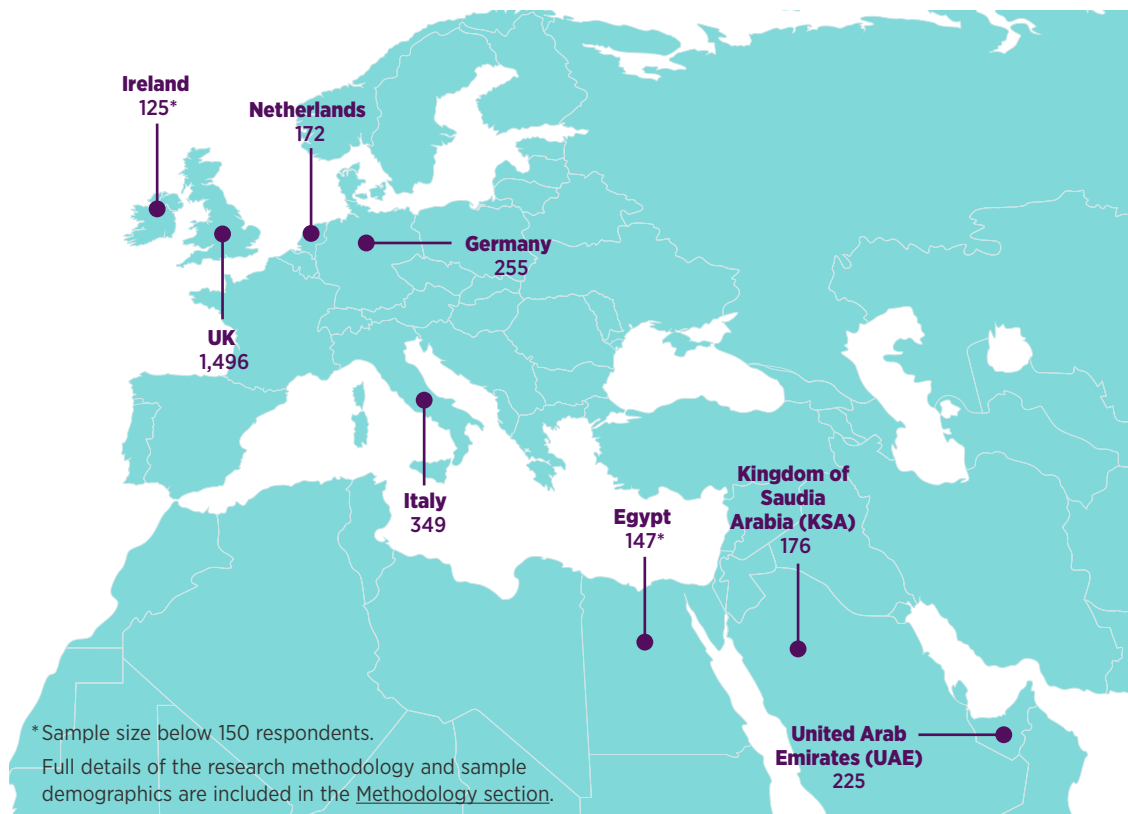 Ireland
125*
Netherlands
172
Germany
255
UK
1,496
Italy
349
Egypt
147*
Kingdom of
Saudia
Arabia (KSA)
176
United Arab
Emirates (UAE)
225
* Sample size below 150 respondents.
Full details of the research methodology and sample
demographics are included in the Methodology section.